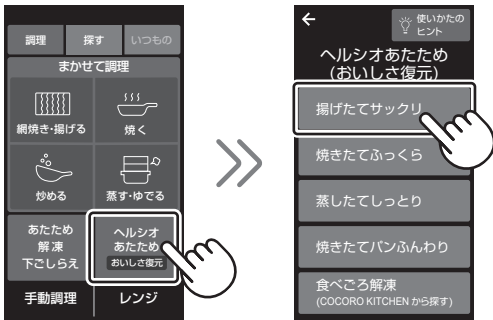 調理
探す
いつもの
まかせて調理
網焼き・揚げる
焼く
炒める
蒸す・ゆでる
あたため
解凍
下ごしらえ
ヘルシオ
あたため
おいしさ復元
手動調理
レンジ
使いかたの
ヒント
ヘルシオあたため
(おいしさ復元)
揚げたてサックリ
焼きたてふっくら
蒸したてしっとり
焼きたてパンふんわり
食べごろ解凍
(COCORO KITCHEN から探す)